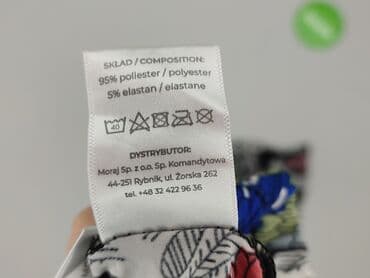 SKŁAD / COMPOSITION:
95% poliester / polyester
5% elastan / elastane
40
DYSTRYBUTOR:
Moraj Sp. z o.o. Sp. Komandytowa
44-251 Rybnik, ul. Żorska 262
tel. +48 32 422 96 36